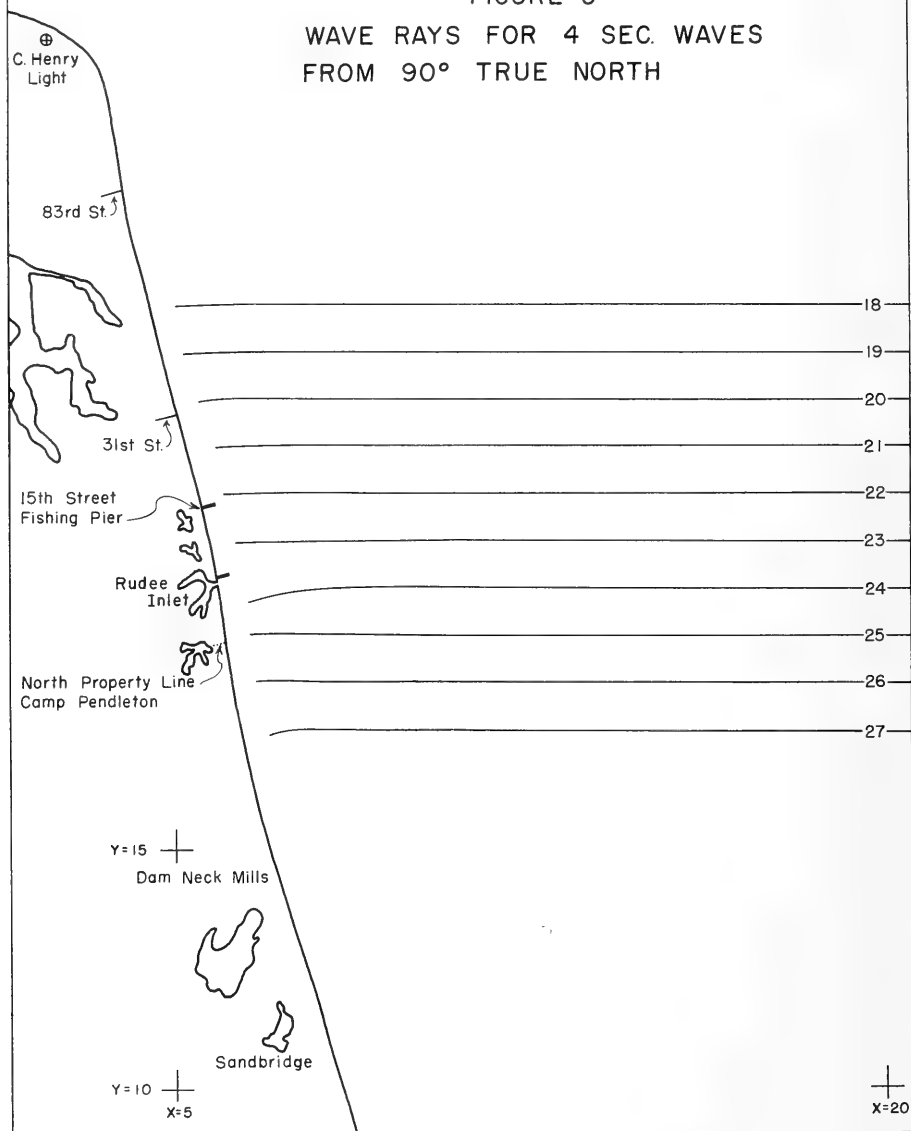 WAVE RAYS FOR 4 SEC. WAVES
FROM 90° TRUE NORTH
C. Henry
Light
83rd St.
18
19
20
31st St.
21
15th Street
Fishing Pier
22
23
Rudee
Inlet
24
25
North Property Line
Camp Pendleton
26
27
Y=15
Dam Neck Mills
Sandbridge
Y=10
X=5
X=20